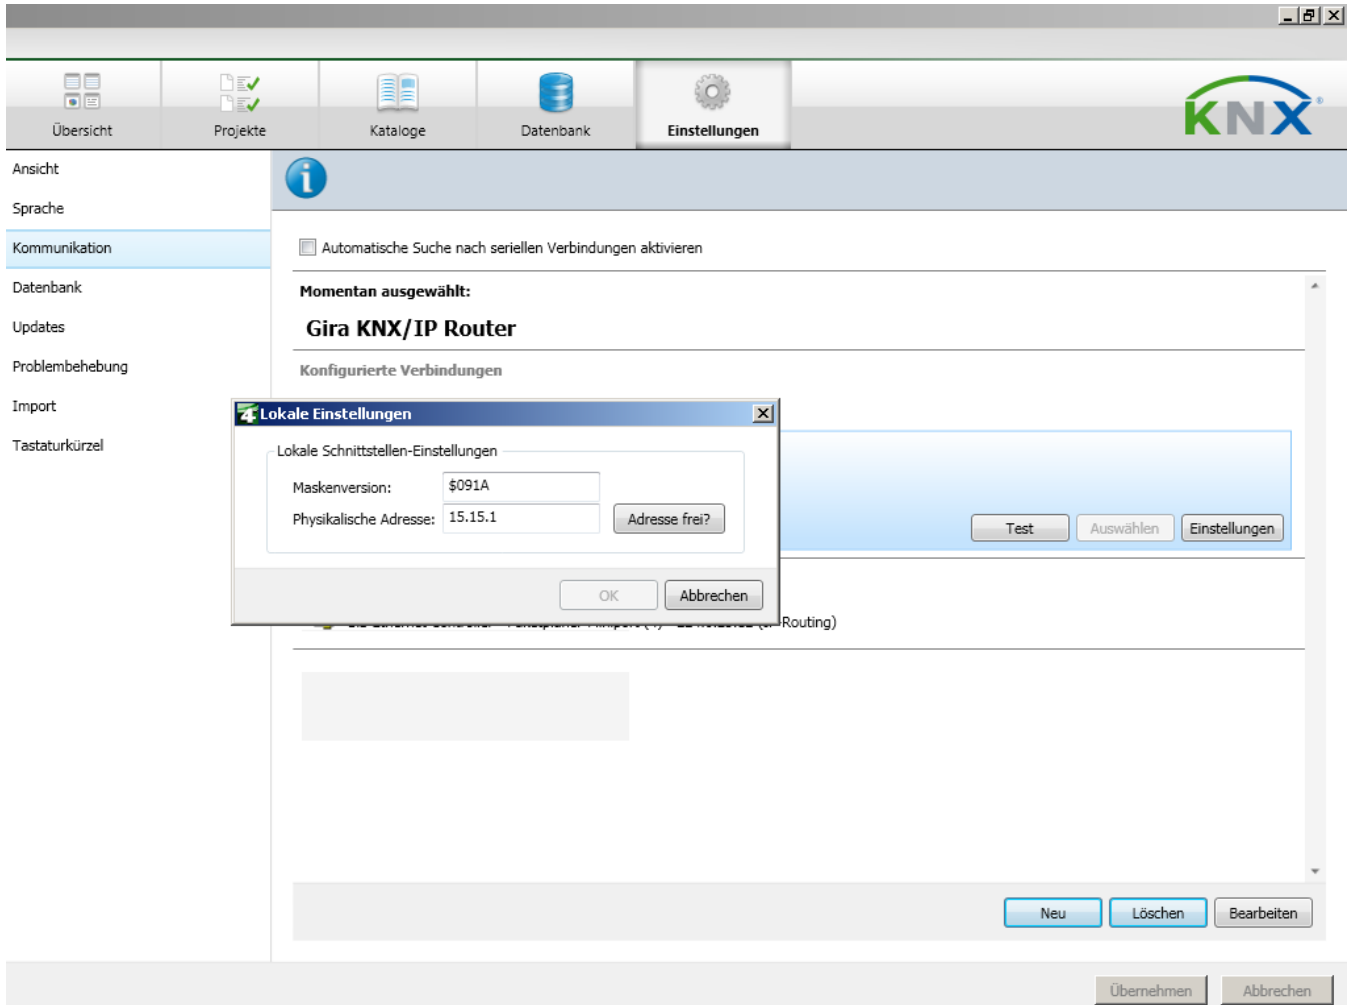 Übersicht
Projekte
Kataloge
Datenbank
Einstellungen
KNX
Ansicht
Sprache
Kommunikation
Datenbank
Updates
Problembehebung
Import
Tastaturkürzel
Automatische Suche nach seriellen Verbindungen aktivieren
Momentan ausgewählt:
Gira KNX/IP Router
Konfigurierte Verbindungen
4 Lokale Einstellungen
Lokale Schnittstellen-Einstellungen
Maskenversion: $091A
Physikalische Adresse: 15.15.1 Adresse frei?
OK Abbrechen
Test Auswählen Einstellungen
Routing)
Neu Löschen Bearbeiten
Übernehmen Abbrechen